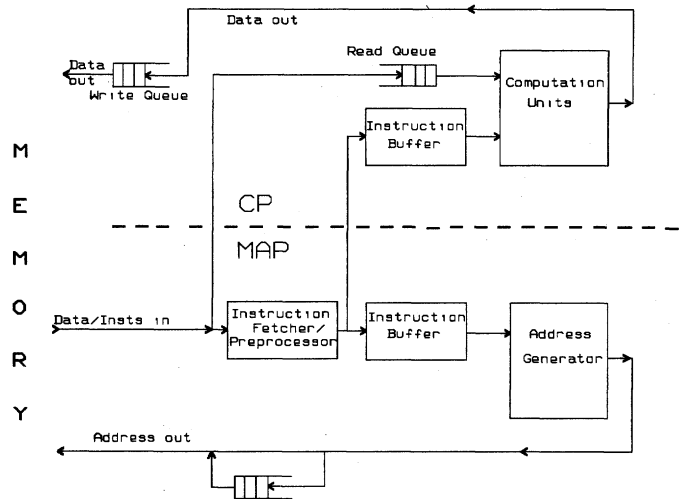 Data out
Data
out
Write Queue
Read Queue
Computation
Units
Instruction
Buffer
CP
MAP
M
E
M
O
R
Y
Data/Insts in
Instruction
Fetcher/
Preprocessor
Instruction
Buffer
Address
Generator
Address out